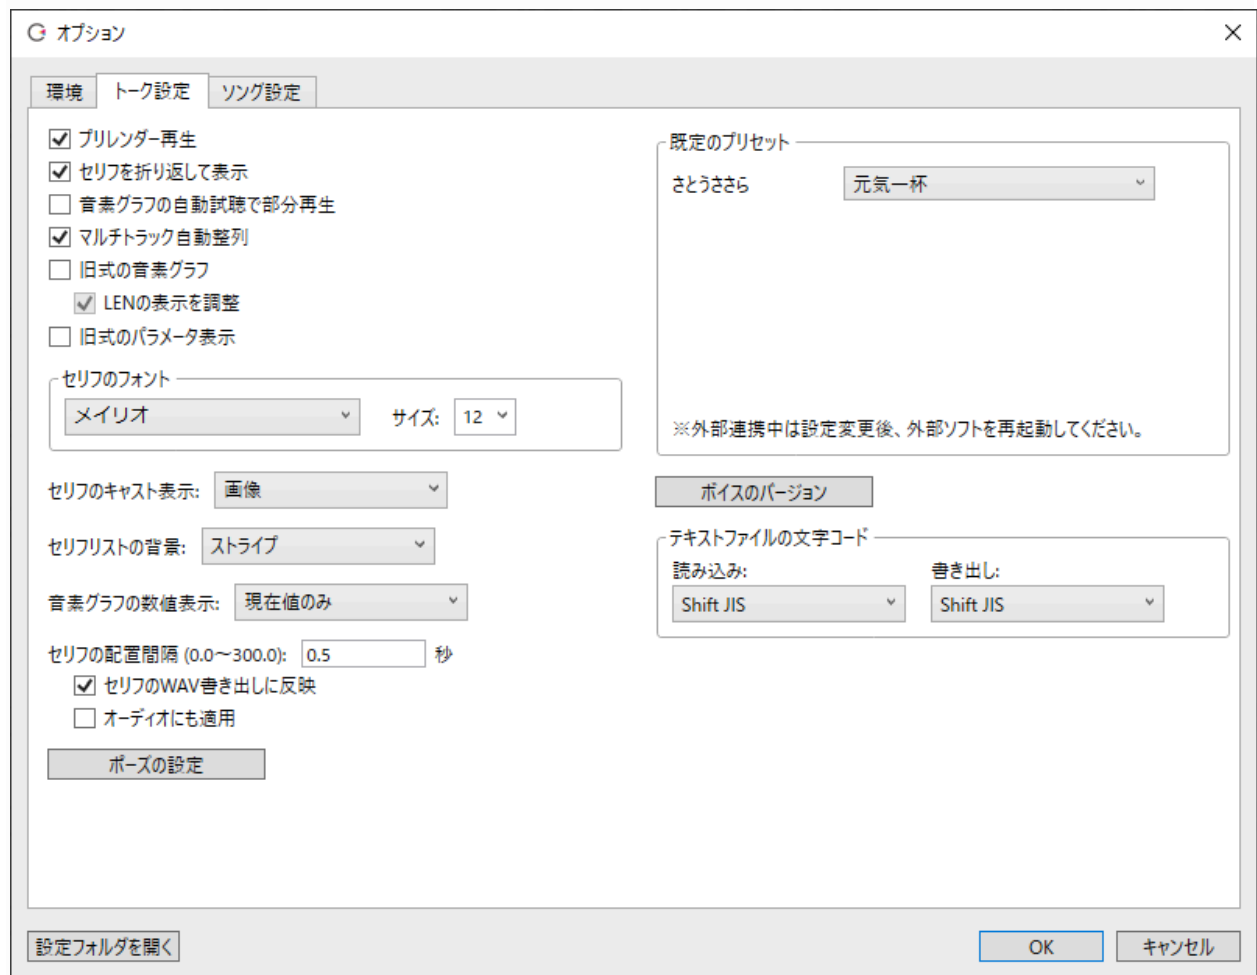 オプション
環境 トーク設定 ソング設定
プリレンダー再生
セリフを折り返して表示
音素グラフの自動試聴で部分再生
マルチトラック自動整列
旧式の音素グラフ
LENの表示を調整
旧式のパラメータ表示
セリフのフォント
メイリオ サイズ: 12
セリフのキャスト表示: 画像
セリフリストの背景: ストライプ
音素グラフの数値表示: 現在値のみ
セリフの配置間隔 (0.0～300.0): 0.5 秒
セリフのWAV書き出しに反映
オーディオにも適用
ポーズの設定
既定のプリセット
さとうささら 元気一杯
※外部連携中は設定変更後、外部ソフトを再起動してください。
ボイスのバージョン
テキストファイルの文字コード
読み込み: 書き出し:
Shift JIS Shift JIS
設定フォルダを開く OK キャンセル